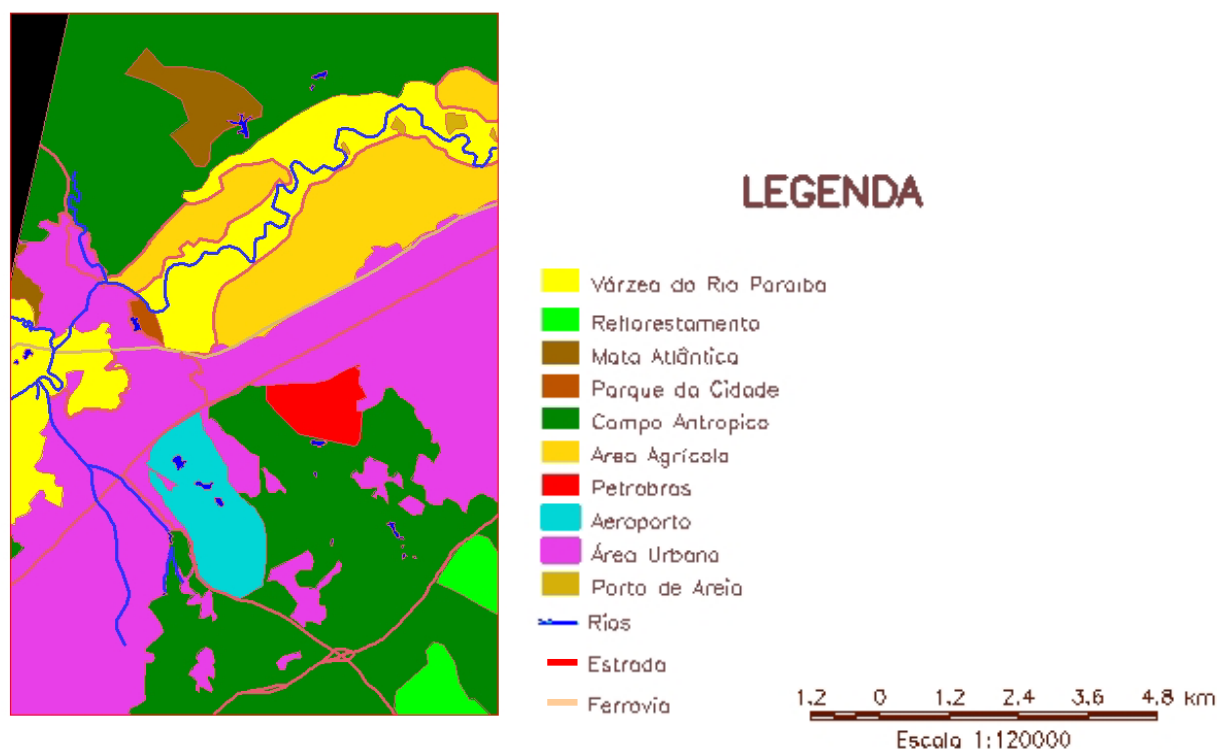 LEGENDA
Várzea do Rio Paraiba
Reflorestamento
Mata Atlântica
Parque da Cidade
Campo Antropico
Area Agrícola
Petrobras
Aeroporto
Área Urbana
Porto de Areia
Rios
Estrada
Ferrovia
1.2 0 1.2 2.4 3.6 4.8 km
Escala 1:120000